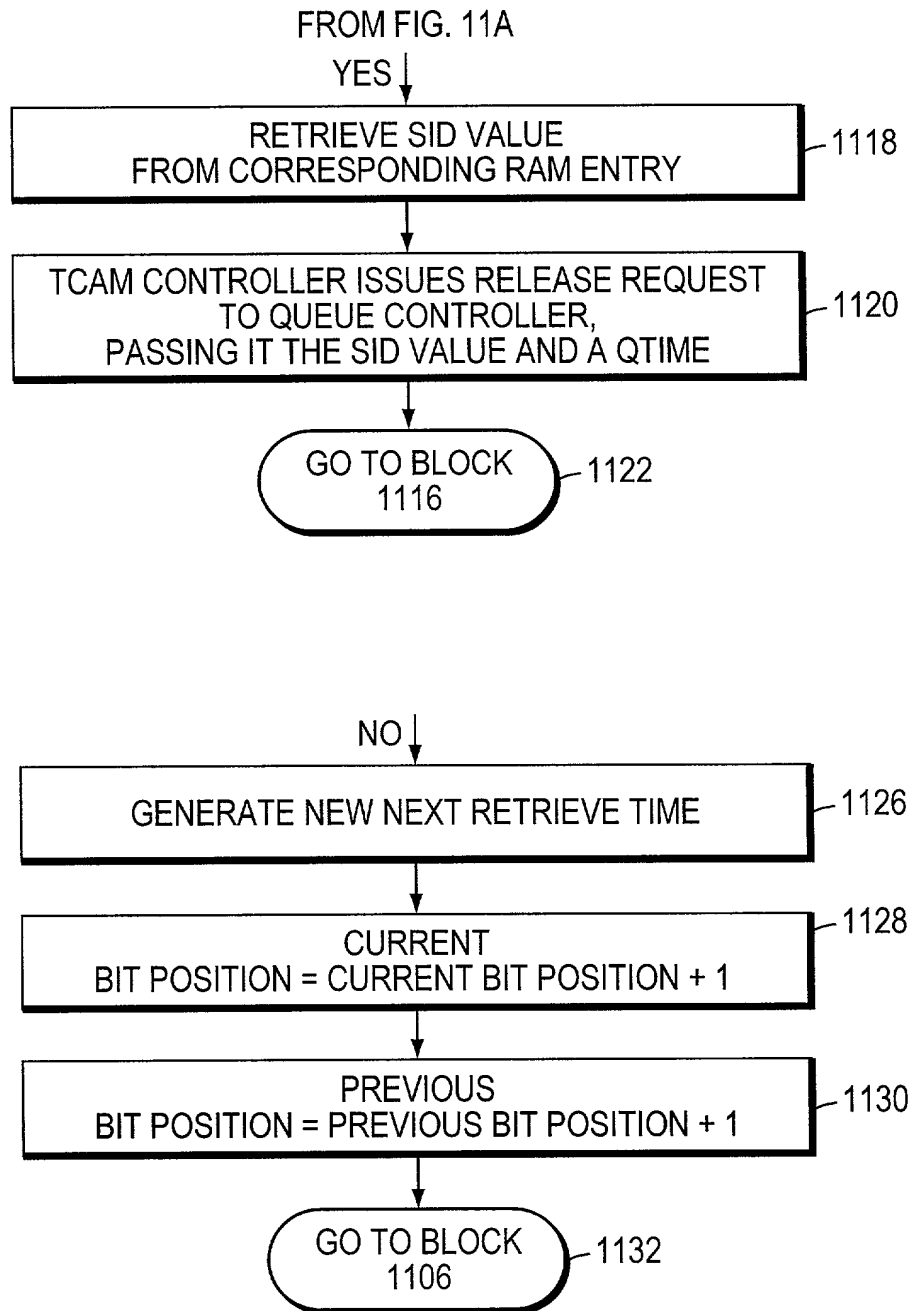 FROM FIG. 11A
YES
RETRIEVE SID VALUE
FROM CORRESPONDING RAM ENTRY
1118
TCAM CONTROLLER ISSUES RELEASE REQUEST
TO QUEUE CONTROLLER,
PASSING IT THE SID VALUE AND A QTIME
1120
GO TO BLOCK
1116
1122
NO
GENERATE NEW NEXT RETRIEVE TIME
1126
CURRENT
BIT POSITION = CURRENT BIT POSITION + 1
1128
PREVIOUS
BIT POSITION = PREVIOUS BIT POSITION + 1
1130
GO TO BLOCK
1106
1132